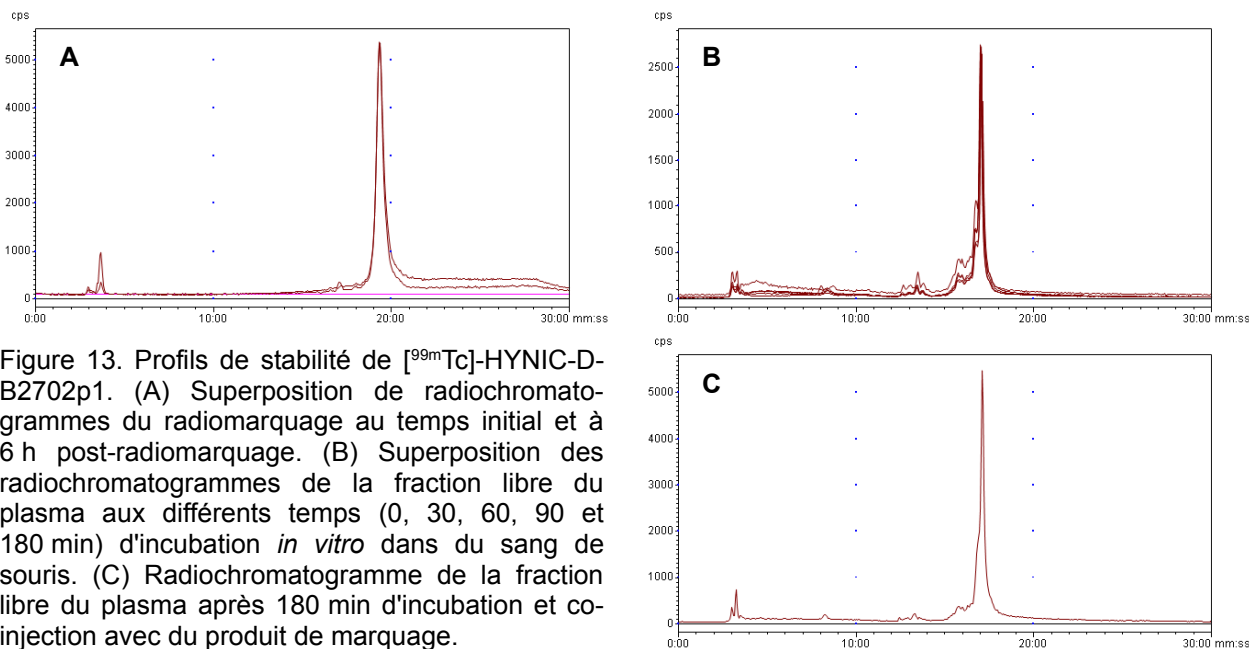 cps
A
5000
4000
3000
2000
1000
0
0:00 10:00 20:00 30:00 mm:ss
cps
B
2500
2000
1500
1000
500
0
0:00 10:00 20:00 30:00 mm:ss
Figure 13. Profils de stabilité de [⁹⁹ᵐTc]-HYNIC-D-
B2702p1. (A) Superposition de radiochromato-
grammes du radiomarquage au temps initial et à
6 h post-radiomarquage. (B) Superposition des
radiochromatogrammes de la fraction libre du
plasma aux différents temps (0, 30, 60, 90 et
180 min) d'incubation in vitro dans du sang de
souris. (C) Radiochromatogramme de la fraction
libre du plasma après 180 min d'incubation et co-
injection avec du produit de marquage.
cps
C
5000
4000
3000
2000
1000
0
0:00 10:00 20:00 30:00 mm:ss